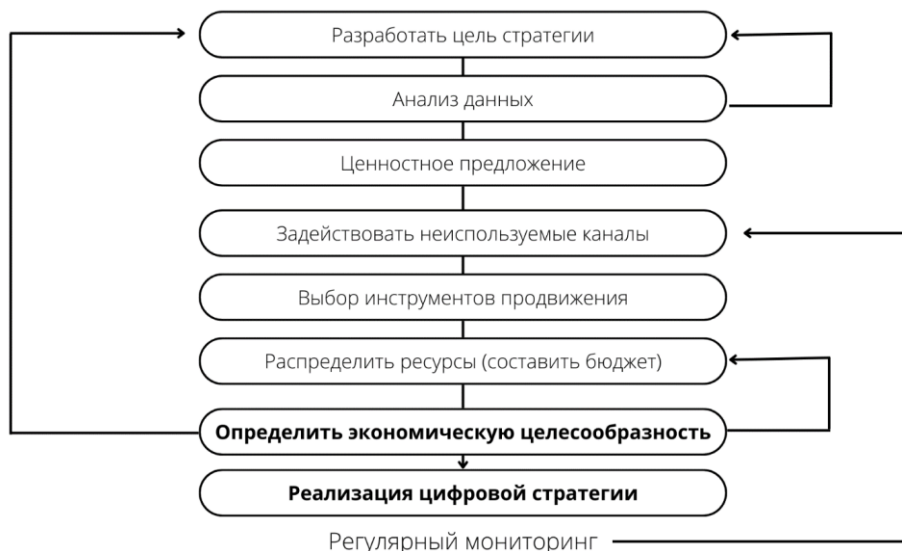 Разработать цель стратегии
Анализ данных
Ценностное предложение
Задействовать неиспользуемые каналы
Выбор инструментов продвижения
Распределить ресурсы (составить бюджет)
Определить экономическую целесообразность
Реализация цифровой стратегии
Регулярный мониторинг